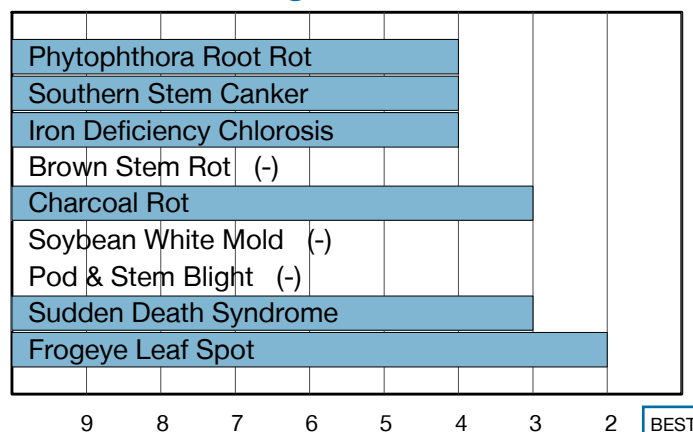 Phytophthora Root Rot
Southern Stem Canker
Iron Deficiency Chlorosis
Brown Stem Rot (-)
Charcoal Rot
Soybean White Mold (-)
Pod & Stem Blight (-)
Sudden Death Syndrome
Frogeye Leaf Spot
9 8 7 6 5 4 3 2 BEST